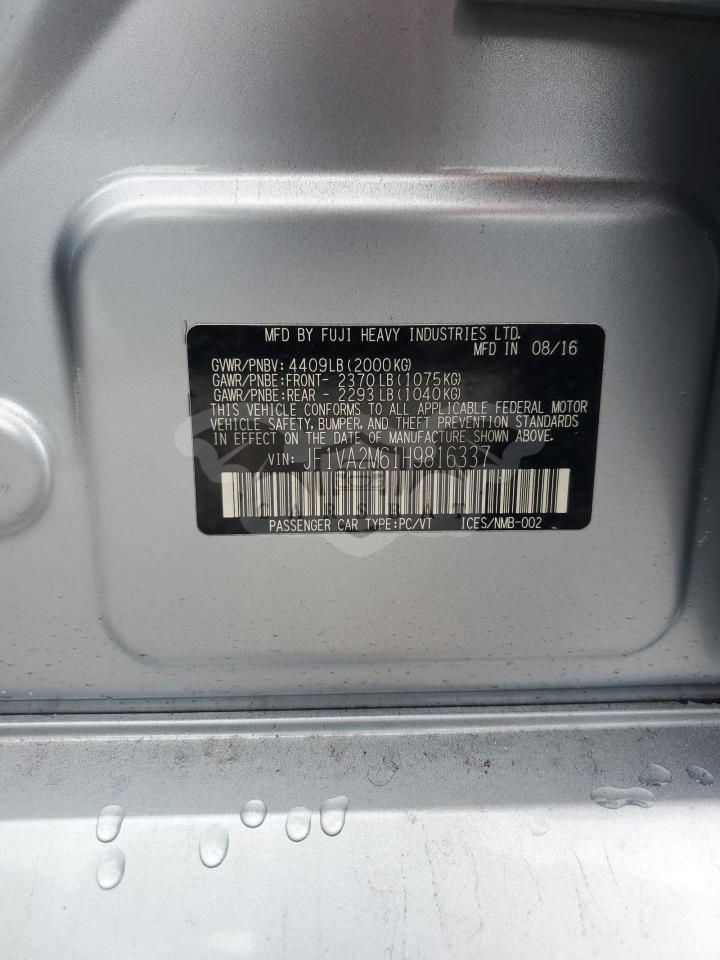 MFD BY FUJI HEAVY INDUSTRIES LTD.
MFD IN 08/16
GVWR/PNBV: 4409LB(2000KG)
GAWR/PNBE:FRONT- 2370LB(1075KG)
GAWR/PNBE:REAR - 2293LB(1040KG)
THIS VEHICLE CONFORMS TO ALL APPLICABLE FEDERAL MOTOR
VEHICLE SAFETY, BUMPER, AND THEFT PREVENTION STANDARDS
IN EFFECT ON THE DATE OF MANUFACTURE SHOWN ABOVE.
VIN: JF1VA2M61H9816337
PASSENGER CAR TYPE:PC/VT ICES/NMB-002